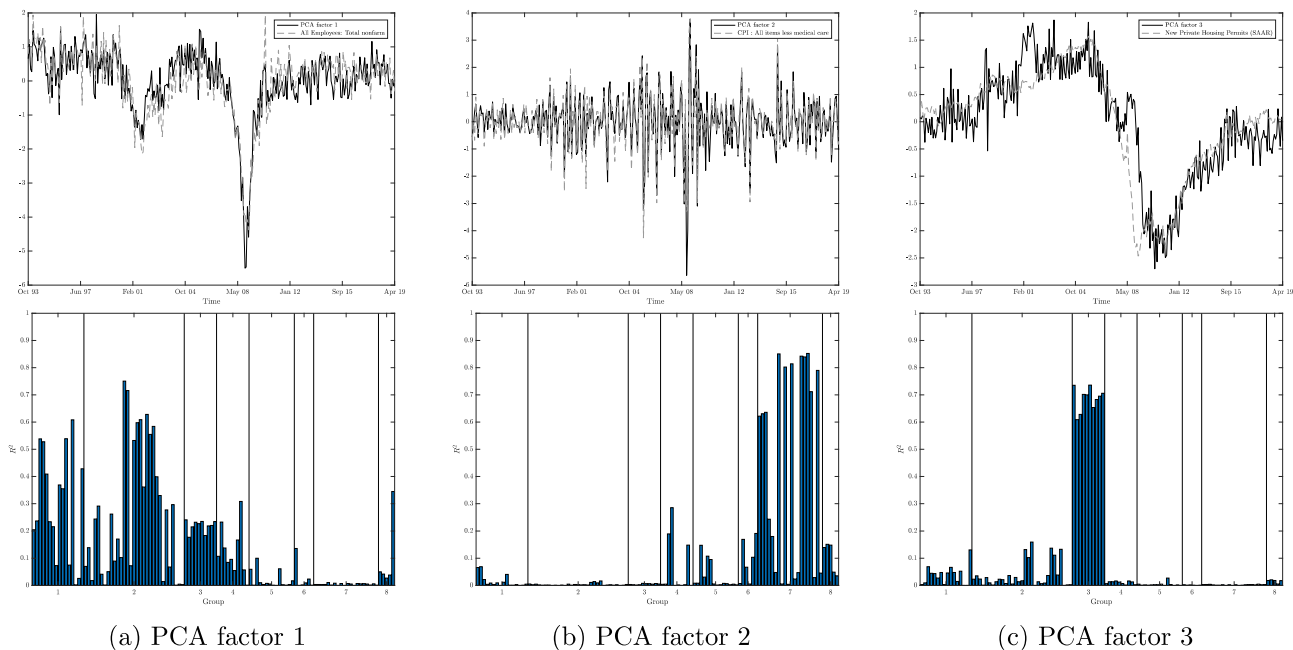 2
1
0
-1
-2
-3
-4
-5
-6
PCA factor 1
All Employees: Total nonfarm
Oct 93 Jun 97 Feb 01 Oct 04 May 08 Jan 12 Sep 15 Apr 19
Time
4
3
2
1
0
-1
-2
-3
-4
-5
-6
PCA factor 2
CPI : All items less medical care
Oct 93 Jun 97 Feb 01 Oct 04 May 08 Jan 12 Sep 15 Apr 19
Time
2
1.5
1
0.5
0
-0.5
-1
-1.5
-2
-2.5
-3
PCA factor 3
New Private Housing Permits (SAAR)
Oct 93 Jun 97 Feb 01 Oct 04 May 08 Jan 12 Sep 15 Apr 19
Time
1
0.9
0.8
0.7
0.6
0.5
0.4
0.3
0.2
0.1
0
R²
1 2 3 4 5 6 7 8
Group
1
0.9
0.8
0.7
0.6
0.5
0.4
0.3
0.2
0.1
0
R²
1 2 3 4 5 6 7 8
Group
1
0.9
0.8
0.7
0.6
0.5
0.4
0.3
0.2
0.1
0
R²
1 2 3 4 5 6 7 8
Group
(a) PCA factor 1
(b) PCA factor 2
(c) PCA factor 3